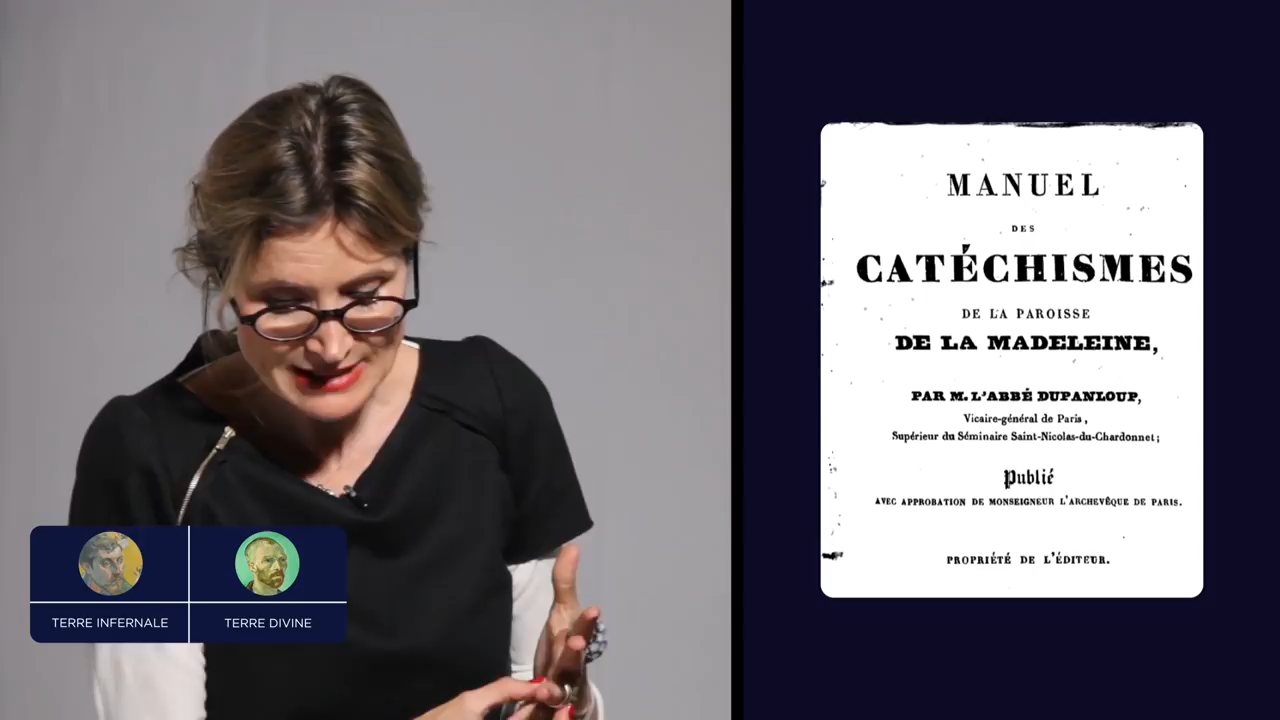 MANUEL
DES
CATÉCHISMES
DE LA PAROISSE
DE LA MADELEINE,
PAR M. L'ABBÉ DUPANLOUP,
Vicaire-général de Paris,
Supérieur du Séminaire Saint-Nicolas-du-Chardonnet;
Publié
AVEC APPROBATION DE MONSEIGNEUR L'ARCHEVÊQUE DE PARIS.
PROPRIÉTÉ DE L'ÉDITEUR.
TERRE INFERNALE
TERRE DIVINE